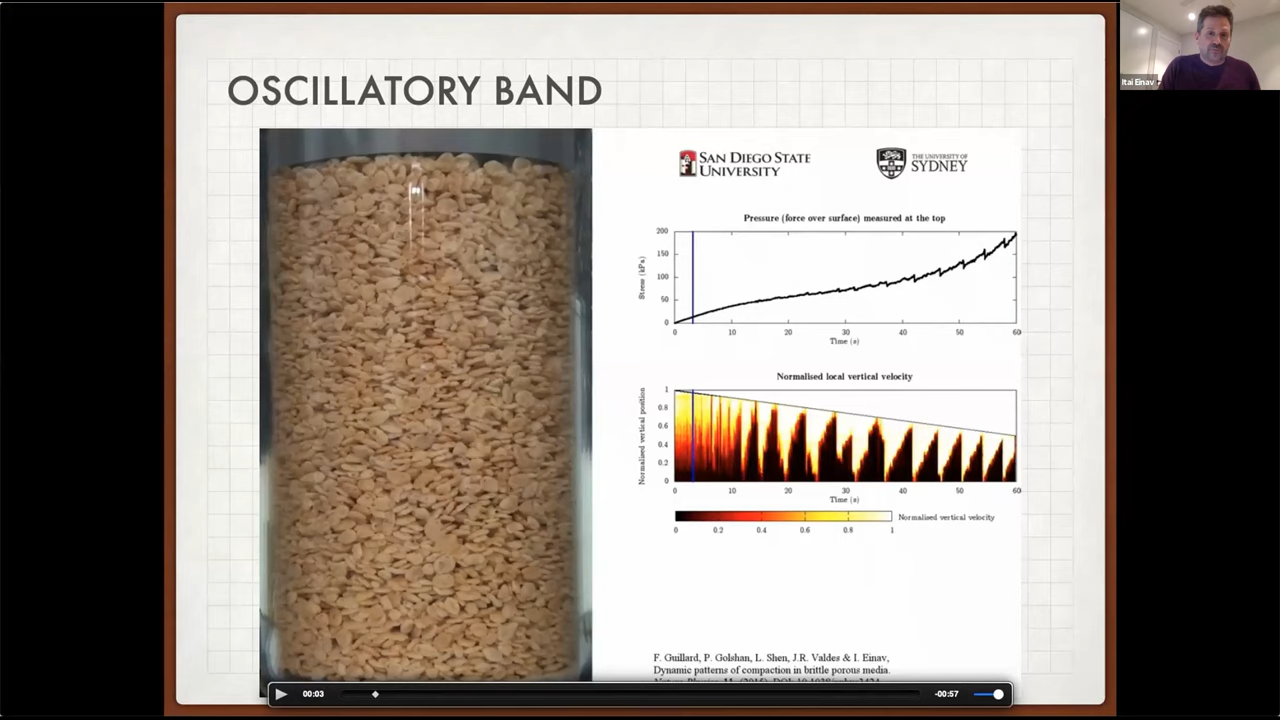 OSCILLATORY BAND
Itai Einav
SAN DIEGO STATE
UNIVERSITY
THE UNIVERSITY OF
SYDNEY
Pressure (force over surface) measured at the top
200
150
100
50
0
Stress (kPa)
0 10 20 30 40 50 60
Time (s)
Normalised local vertical velocity
1
0.8
0.6
0.4
0.2
0
Normalised vertical position
0 10 20 30 40 50 60
Time (s)
Normalised vertical velocity
0 0.2 0.4 0.6 0.8 1
F. Guillard, P. Golshan, L. Shen, J.R. Valdes & I. Einav,
Dynamic patterns of compaction in brittle porous media.
00:03
-00:57